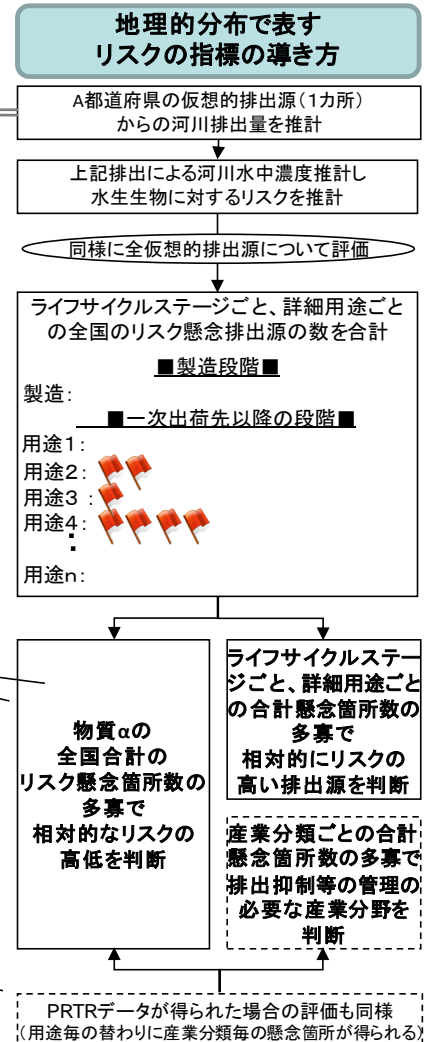 地理的分布で表す
リスクの指標の導き方
A都道府県の仮想的排出源（1カ所）
からの河川排出量を推計
上記排出による河川水中濃度推計し
水生生物に対するリスクを推計
同様に全仮想的排出源について評価
ライフサイクルステージごと、詳細用途ごと
の全国のリスク懸念排出源の数を合計
■製造段階■
製造:
■一次出荷先以降の段階■
用途1:
用途2:
用途3 :
用途4:
・
・
用途n:
物質αの
全国合計の
リスク懸念箇所数の
多寡で
相対的なリスクの
高低を判断
ライフサイクルステー
ジごと、詳細用途ごと
の合計懸念箇所数の
多寡で
相対的にリスクの
高い排出源を判断
産業分類ごとの合計
懸念箇所数の多寡で
排出抑制等の管理の
必要な産業分野を
判断
PRTRデータが得られた場合の評価も同様
（用途毎の替わりに産業分類毎の懸念箇所が得られる）